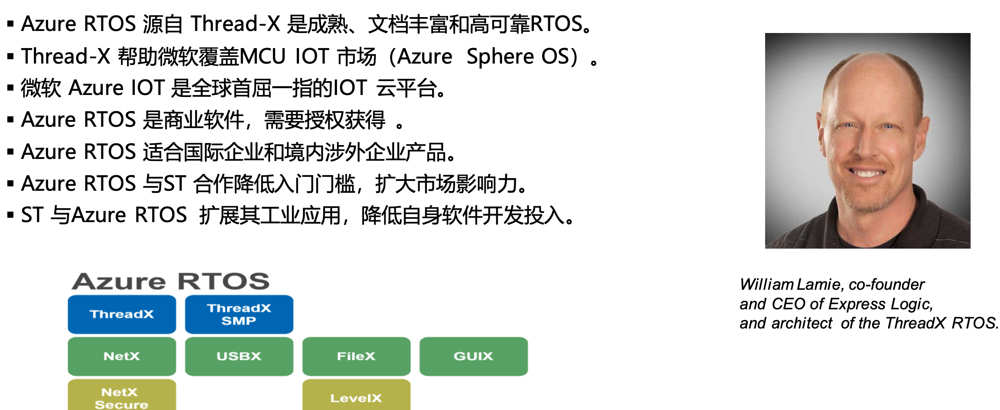 ▪ Azure RTOS 源自 Thread-X 是成熟、文档丰富和高可靠RTOS。
▪ Thread-X 帮助微软覆盖MCU IOT 市场（Azure Sphere OS）。
▪ 微软 Azure IOT 是全球首屈一指的IOT 云平台。
▪ Azure RTOS 是商业软件，需要授权获得 。
▪ Azure RTOS 适合国际企业和境内涉外企业产品。
▪ Azure RTOS 与ST 合作降低入门门槛，扩大市场影响力。
▪ ST 与Azure RTOS 扩展其工业应用，降低自身软件开发投入。
William Lamie, co-founder
and CEO of Express Logic,
and architect of the ThreadX RTOS.
Azure RTOS
ThreadX
ThreadX
SMP
NetX
USBX
FileX
GUIX
NetX
Secure
LevelX